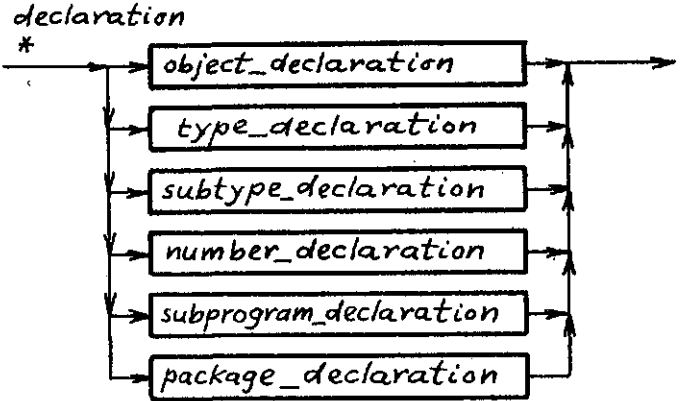 declaration
*
object_declaration
type_declaration
subtype_declaration
number_declaration
subprogram_declaration
package_declaration